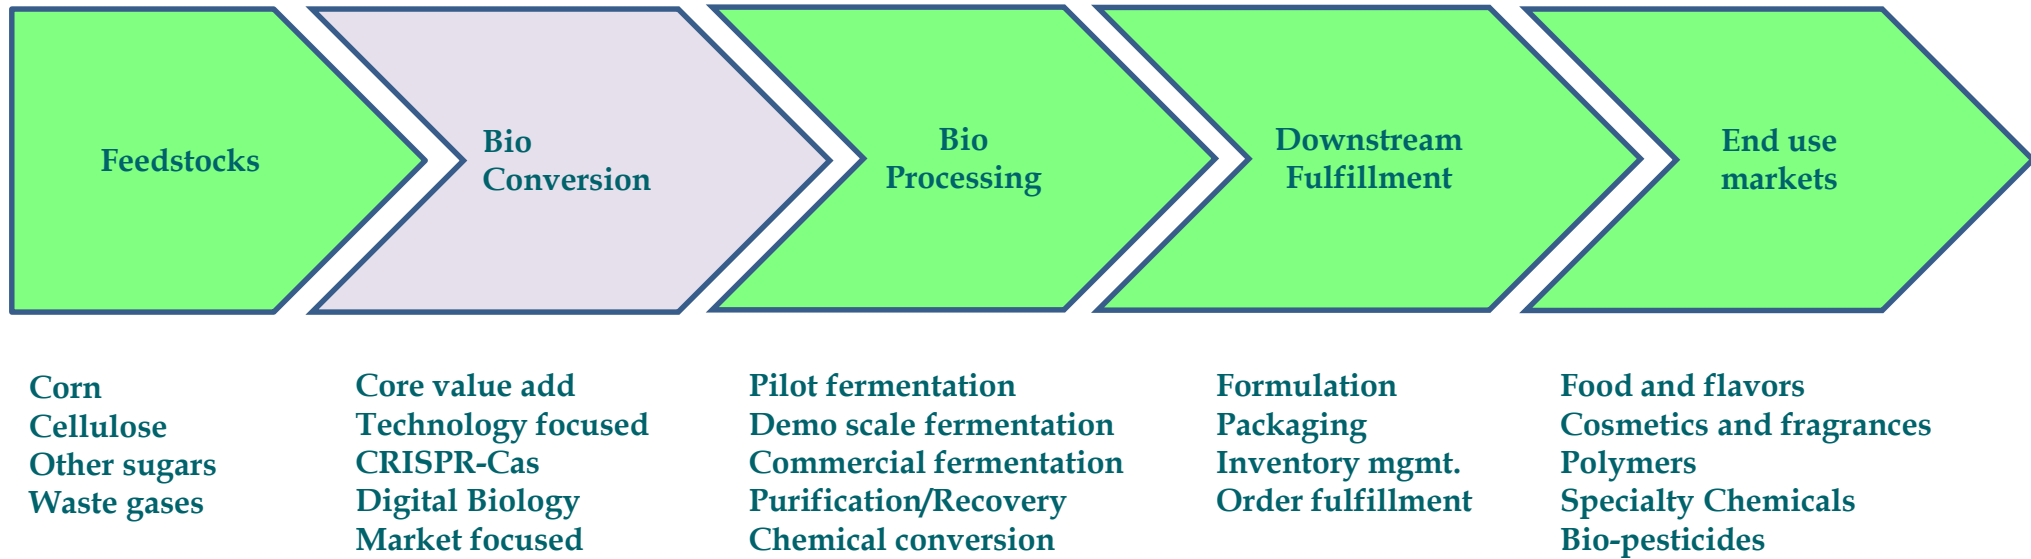 Feedstocks
Bio
Conversion
Bio
Processing
Downstream
Fulfillment
End use
markets
Corn
Cellulose
Other sugars
Waste gases
Core value add
Technology focused
CRISPR-Cas
Digital Biology
Market focused
Pilot fermentation
Demo scale fermentation
Commercial fermentation
Purification/Recovery
Chemical conversion
Formulation
Packaging
Inventory mgmt.
Order fulfillment
Food and flavors
Cosmetics and fragrances
Polymers
Specialty Chemicals
Bio-pesticides